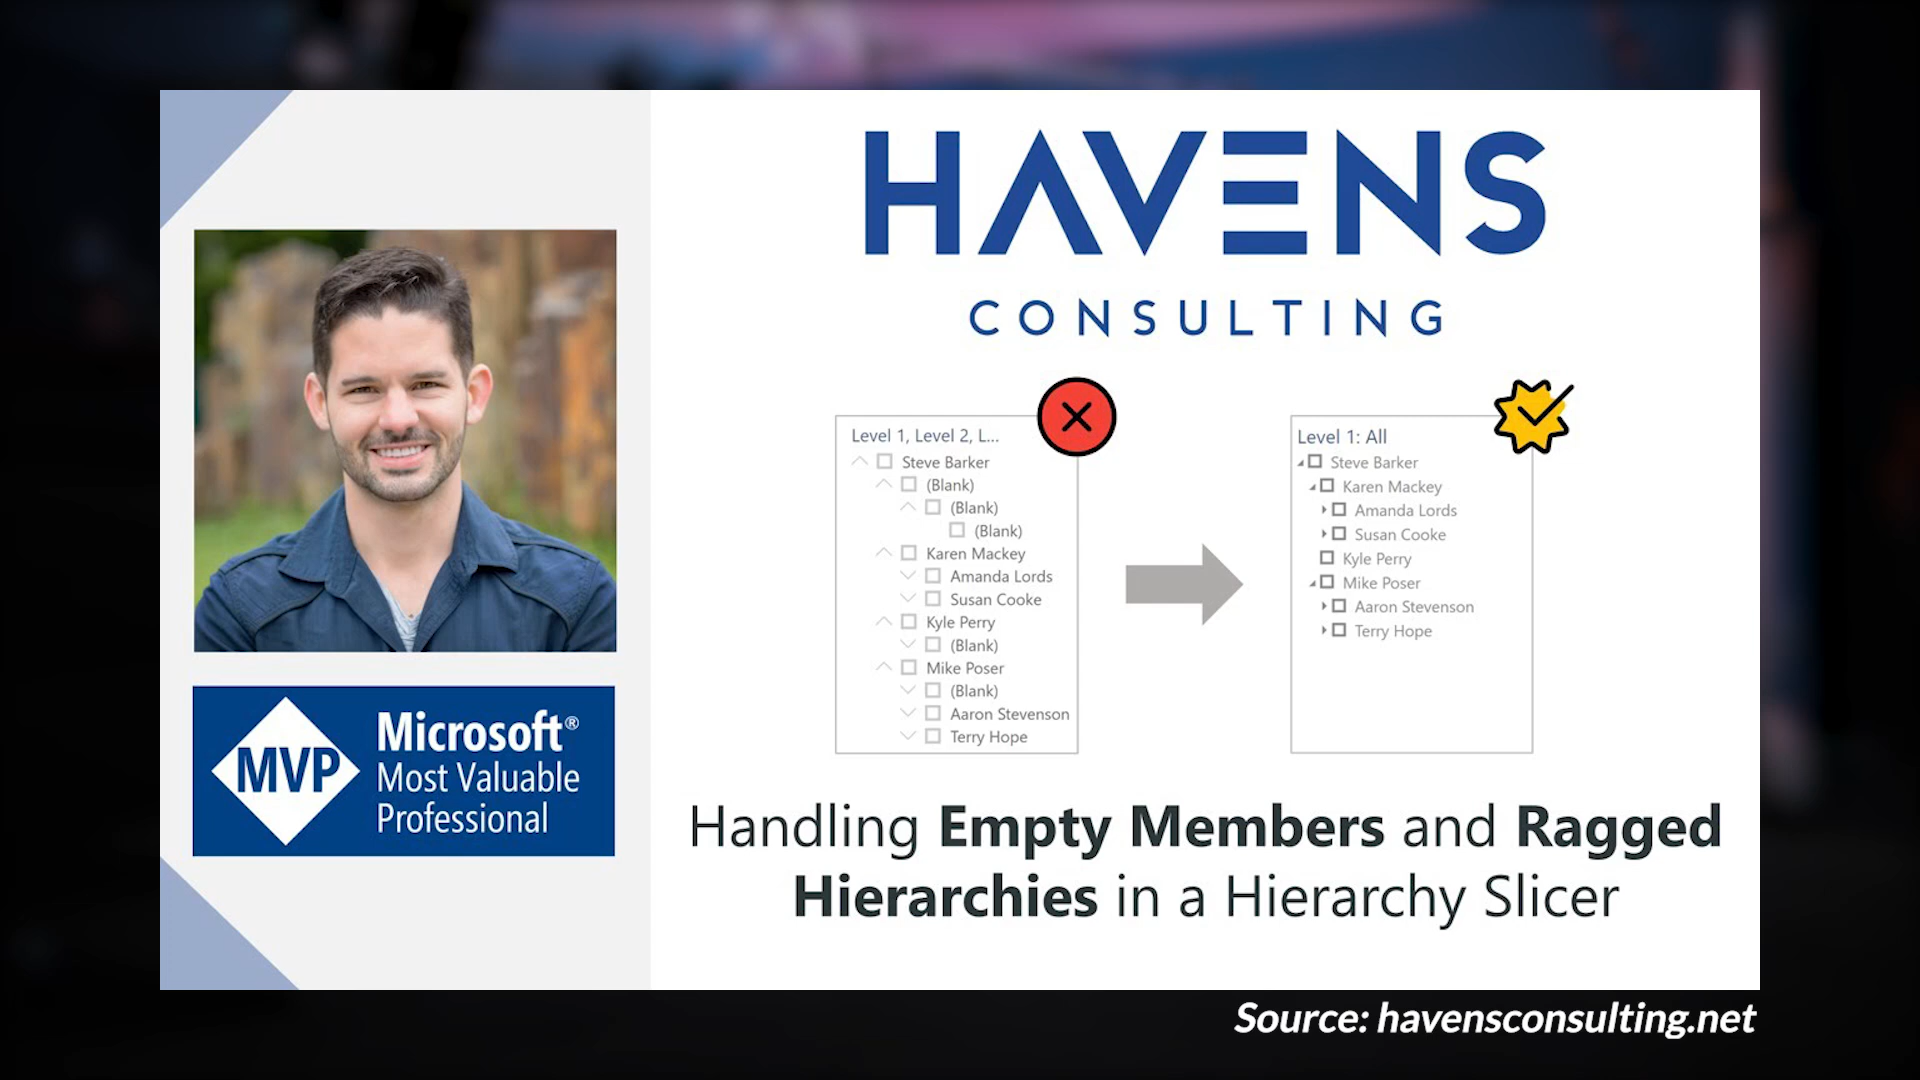 HAVENS
CONSULTING
Level 1, Level 2, L...
Steve Barker
(Blank)
(Blank)
(Blank)
Karen Mackey
Amanda Lords
Susan Cooke
Kyle Perry
(Blank)
Mike Poser
(Blank)
Aaron Stevenson
Terry Hope
Level 1: All
Steve Barker
Karen Mackey
Amanda Lords
Susan Cooke
Kyle Perry
Mike Poser
Aaron Stevenson
Terry Hope
MVP
Microsoft®
Most Valuable
Professional
Handling Empty Members and Ragged
Hierarchies in a Hierarchy Slicer
Source: havensconsulting.net